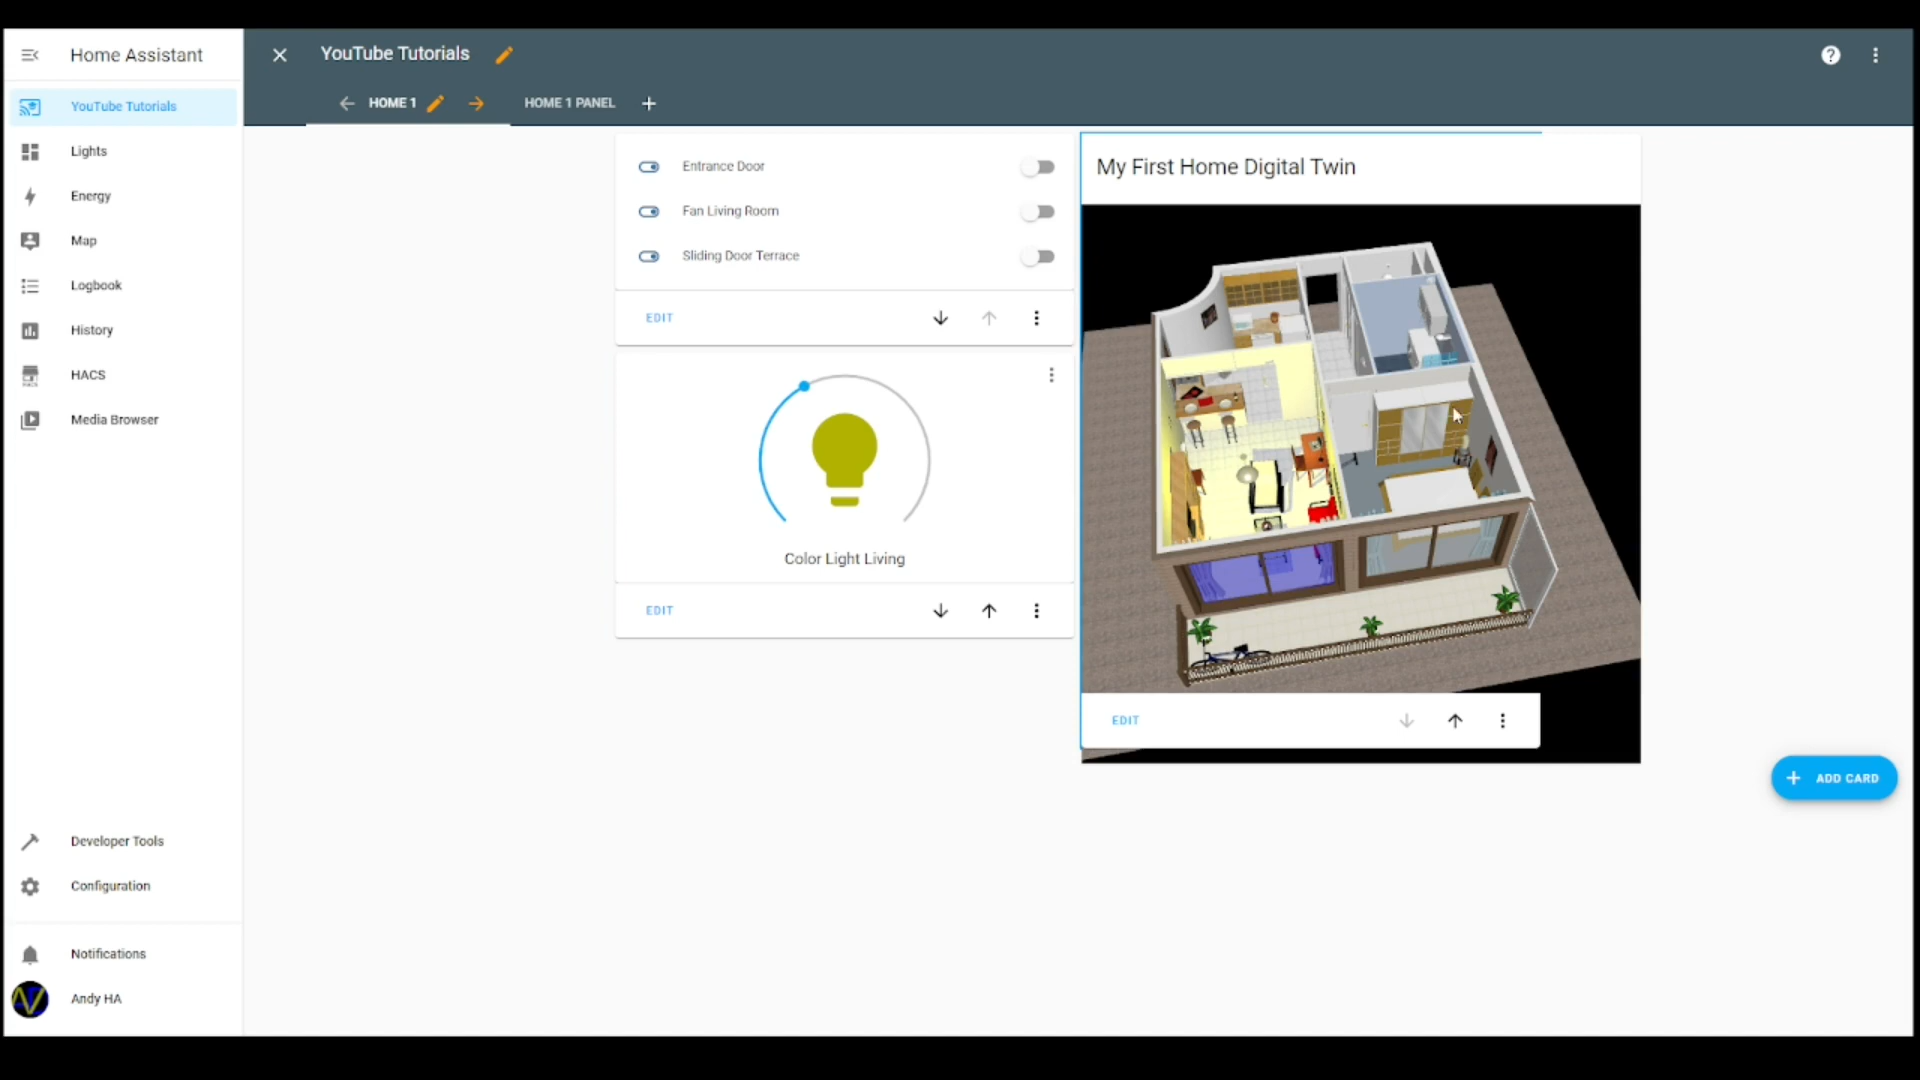 Home Assistant
YouTube Tutorials
Lights
Energy
Map
Logbook
History
HACS
Media Browser
Developer Tools
Configuration
Notifications
Andy HA
YouTube Tutorials
HOME 1
HOME 1 PANEL
Entrance Door
Fan Living Room
Sliding Door Terrace
EDIT
Color Light Living
EDIT
My First Home Digital Twin
EDIT
ADD CARD